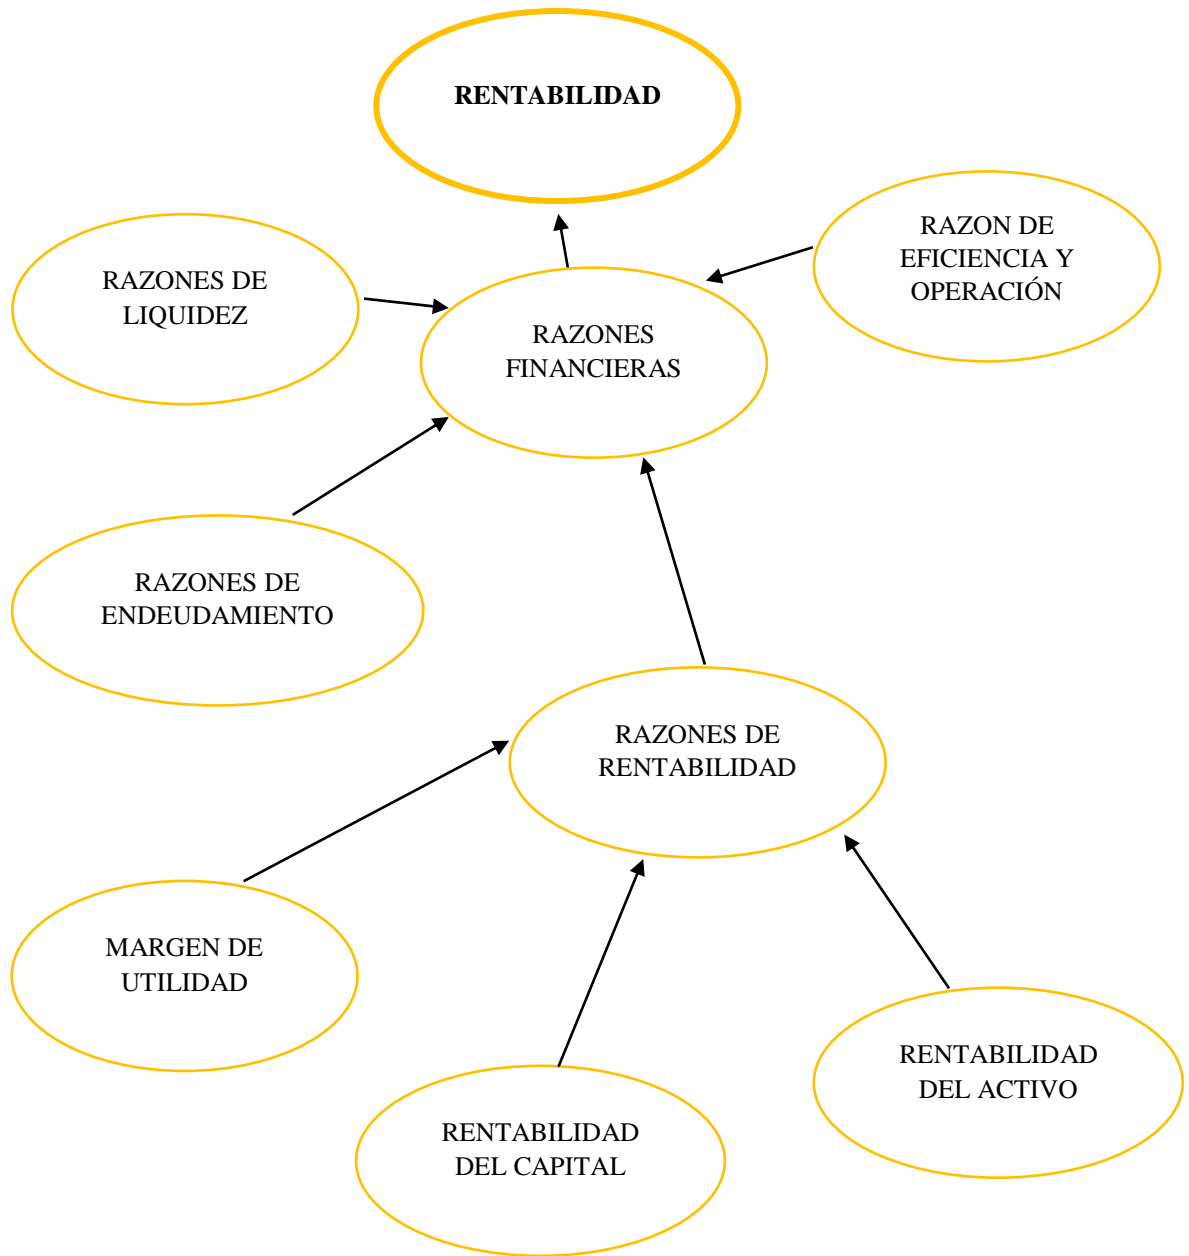 RENTABILIDAD
RAZON DE
EFICIENCIA Y
OPERACIÓN
RAZONES DE
LIQUIDEZ
RAZONES
FINANCIERAS
RAZONES DE
ENDEUDAMIENTO
RAZONES DE
RENTABILIDAD
MARGEN DE
UTILIDAD
RENTABILIDAD
DEL ACTIVO
RENTABILIDAD
DEL CAPITAL